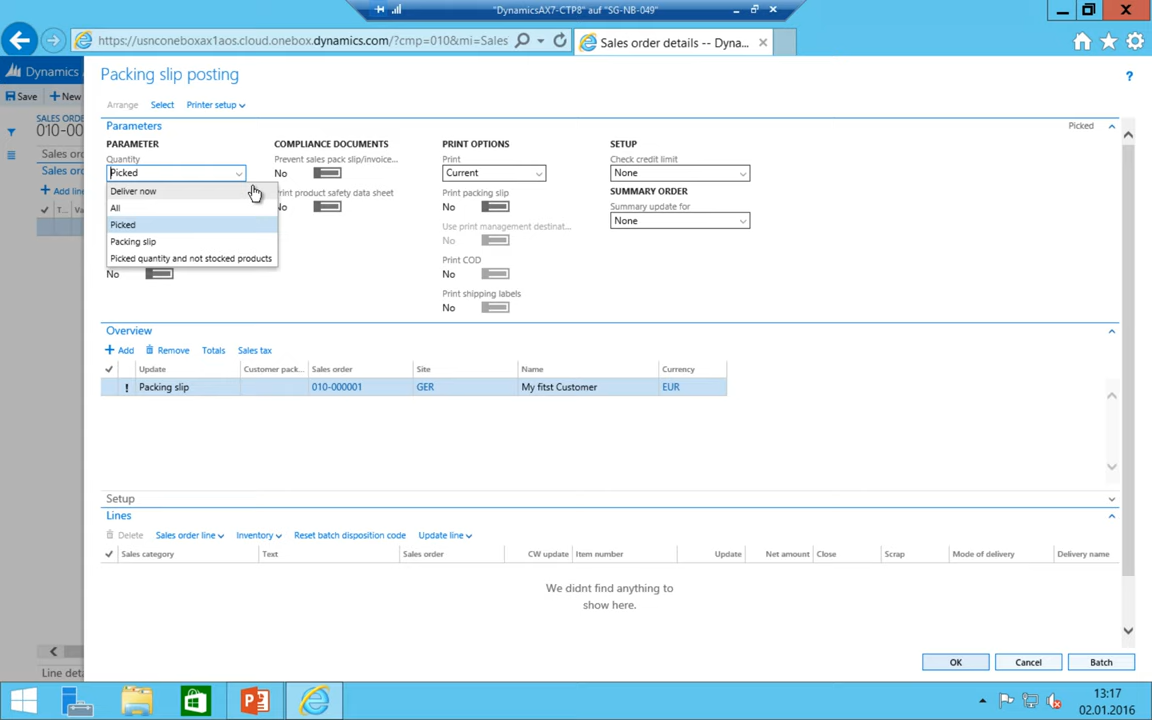 "DynamicsAX7-CTP8" auf "SG-NB-049"
https://usnconeboxax1aos.cloud.onebox.dynamics.com/?cmp=010&mi=Sales
Sales order details -- Dyna...
Dynamics
Save + New
SALES ORD
010-00
Sales or
Sales or
+ Add line
T... Va
Line deta
Packing slip posting
?
Arrange Select Printer setup
Parameters Picked
PARAMETER COMPLIANCE DOCUMENTS PRINT OPTIONS SETUP
Quantity Prevent sales pack slip/invoice... Print Check credit limit
Picked No Current None
Deliver now Print product safety data sheet Print packing slip SUMMARY ORDER
All No No Summary update for
Picked Use print management destinat... None
Packing slip No
Picked quantity and not stocked products Print COD
No No
Print shipping labels
No
Overview
+ Add Remove Totals Sales tax
Update Customer pack... Sales order Site Name Currency
! Packing slip 010-000001 GER My fitst Customer EUR
Setup
Lines
Delete Sales order line Inventory Reset batch disposition code Update line
Sales category Text Sales order CW update Item number Update Net amount Close Scrap Mode of delivery Delivery name
We didnt find anything to
show here.
OK Cancel Batch
13:17
02.01.2016